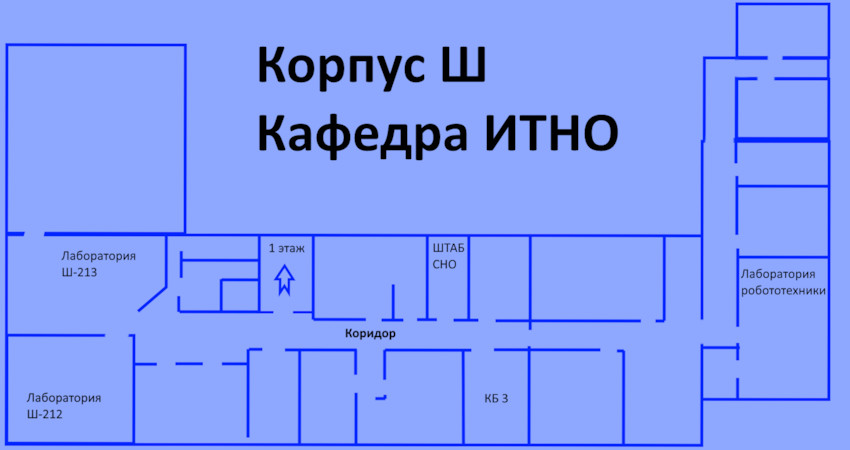 Корпус Ш
Кафедра ИТНО
Лаборатория
Ш-213
1 этаж
ШТАБ
СНО
Лаборатория
робототехники
Коридор
Лаборатория
Ш-212
КБ 3